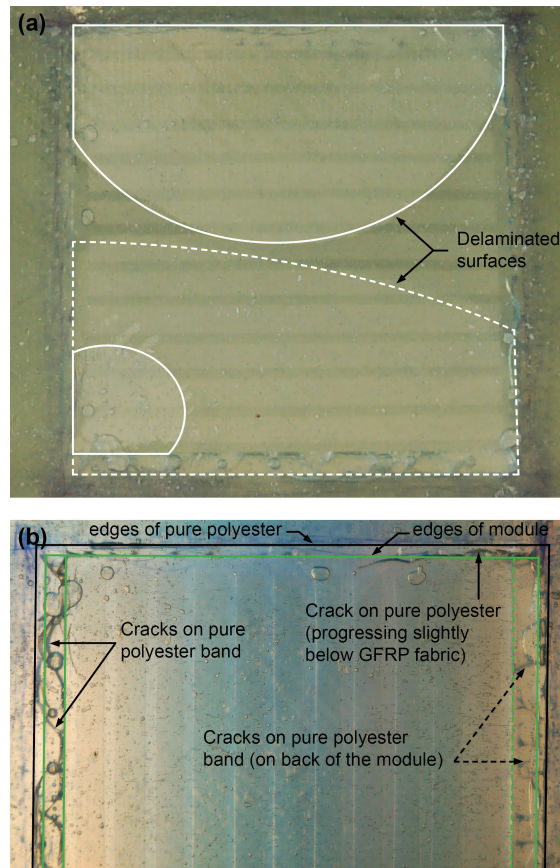 (a)
Delaminated
surfaces
(b)
edges of pure polyester
edges of module
Crack on pure polyester
(progressing slightly
below GFRP fabric)
Cracks on pure
polyester band
Cracks on pure polyester
band (on back of the module)